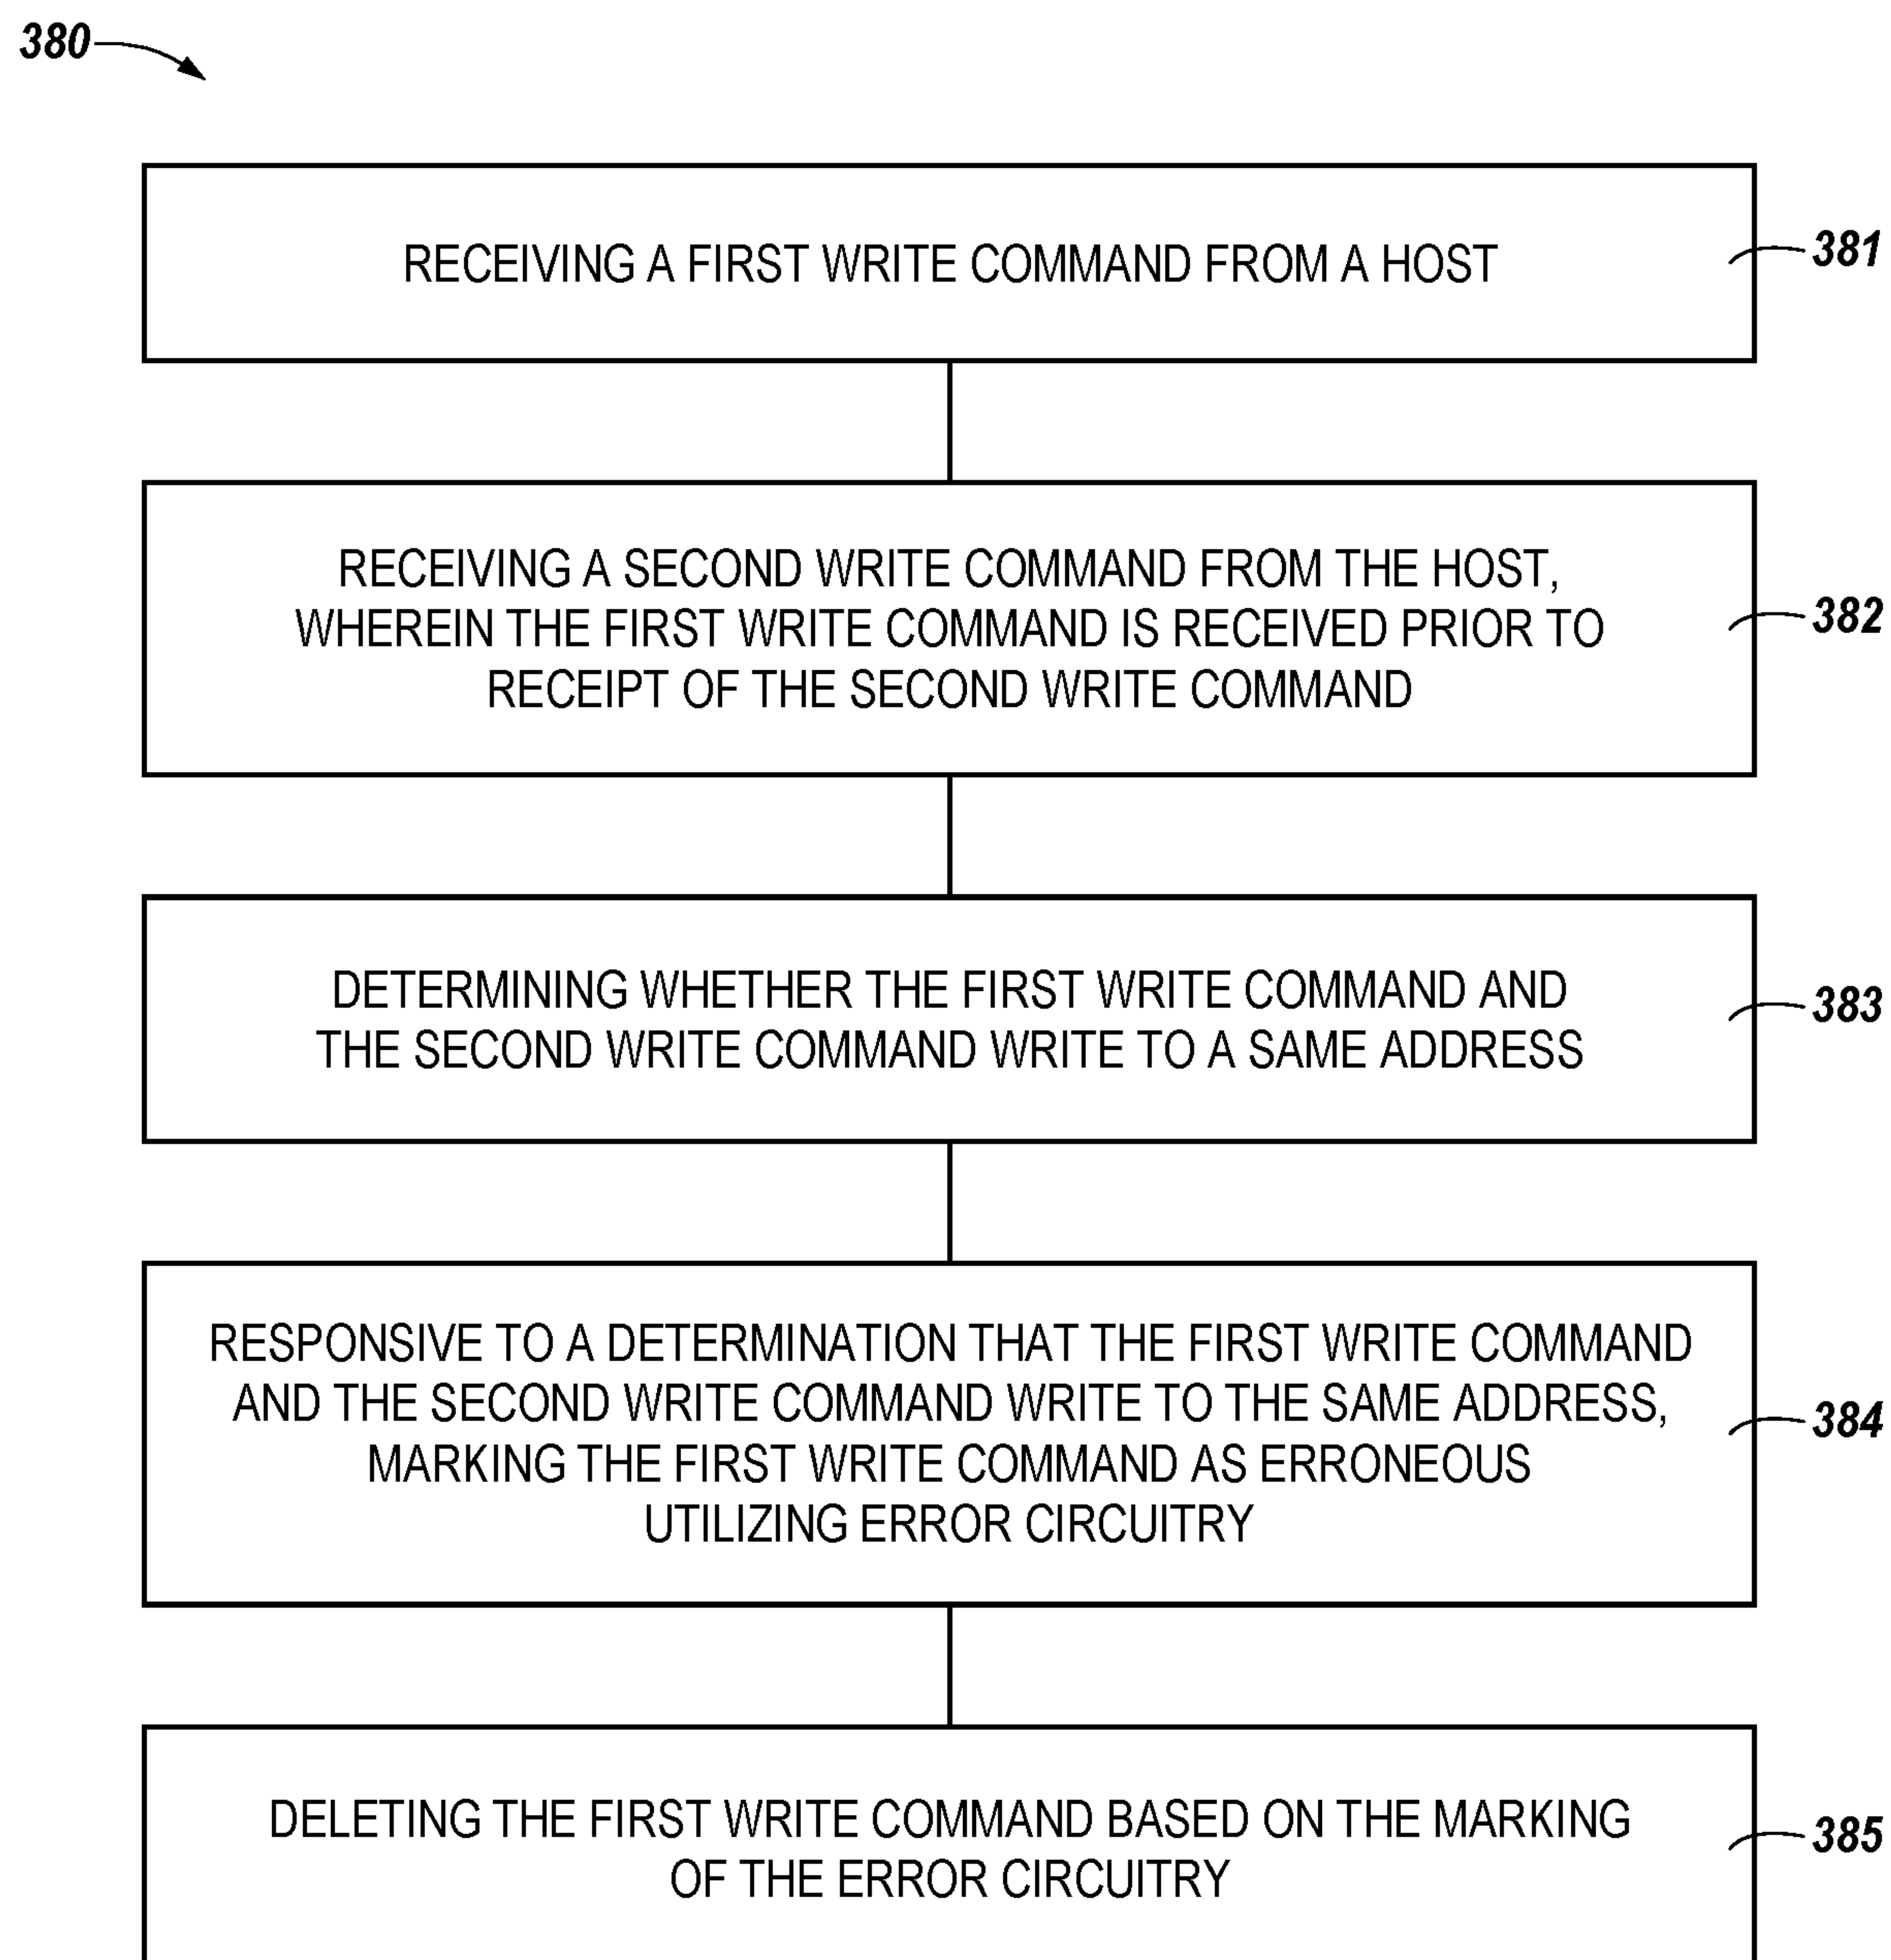 380
RECEIVING A FIRST WRITE COMMAND FROM A HOST
381
RECEIVING A SECOND WRITE COMMAND FROM THE HOST,
WHEREIN THE FIRST WRITE COMMAND IS RECEIVED PRIOR TO
RECEIPT OF THE SECOND WRITE COMMAND
382
DETERMINING WHETHER THE FIRST WRITE COMMAND AND
THE SECOND WRITE COMMAND WRITE TO A SAME ADDRESS
383
RESPONSIVE TO A DETERMINATION THAT THE FIRST WRITE COMMAND
AND THE SECOND WRITE COMMAND WRITE TO THE SAME ADDRESS,
MARKING THE FIRST WRITE COMMAND AS ERRONEOUS
UTILIZING ERROR CIRCUITRY
384
DELETING THE FIRST WRITE COMMAND BASED ON THE MARKING
OF THE ERROR CIRCUITRY
385